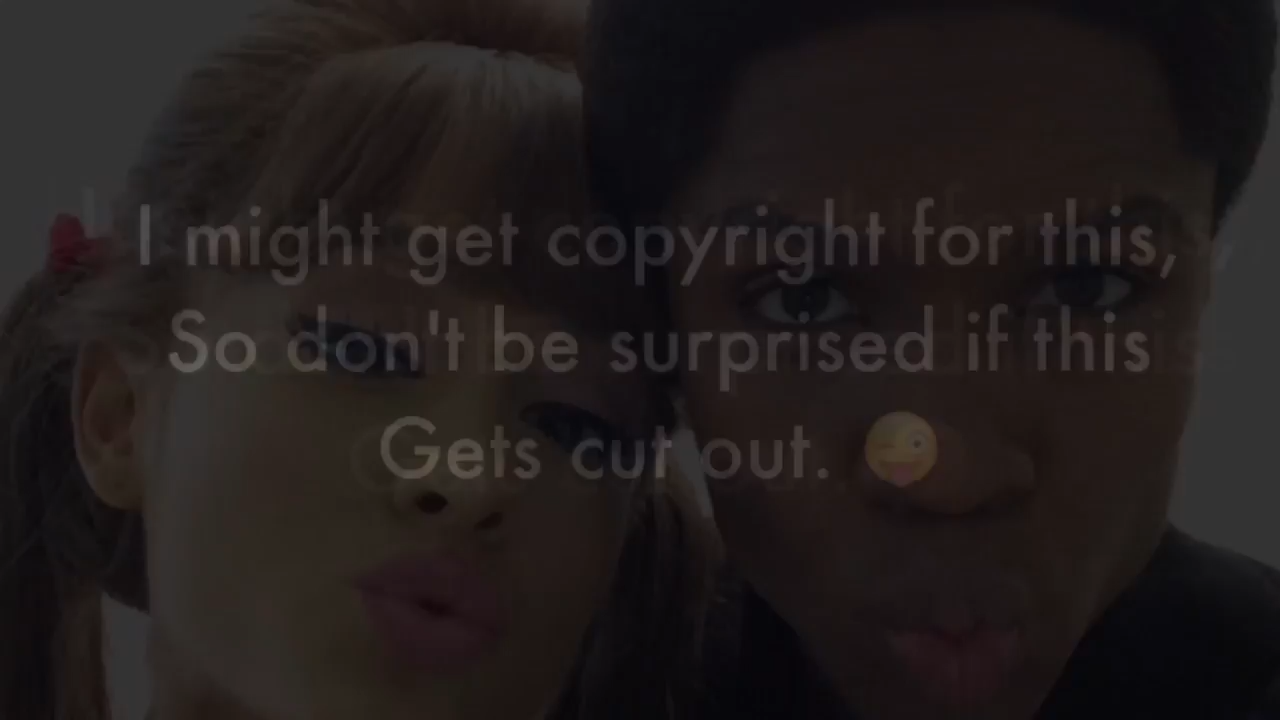 I might get copyright for this,
So don't be surprised if this
Gets cut out. 😜